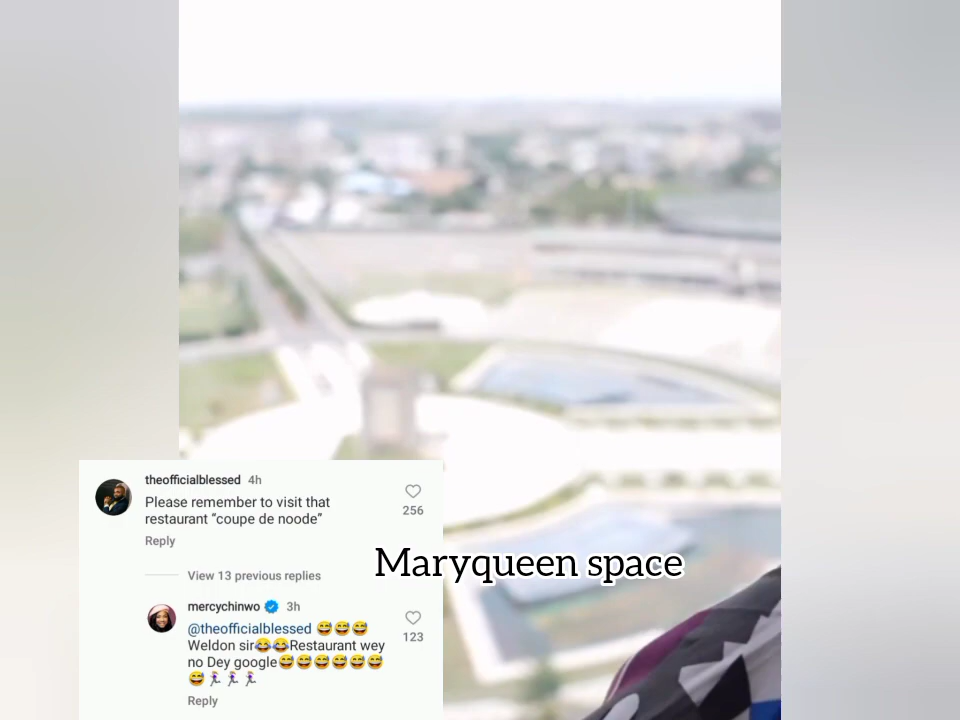 theofficialblessed 4h
Please remember to visit that
restaurant “coupe de noode”
256
Reply
View 13 previous replies
Maryqueen space
mercychinwo 3h
@theofficialblessed 😅😅😅
Weldon sir😂😂Restaurant wey
no Dey google😅😅😅😅😅😅
😅🏃🏾‍♀️🏃🏾‍♀️🏃🏾‍♀️
123
Reply